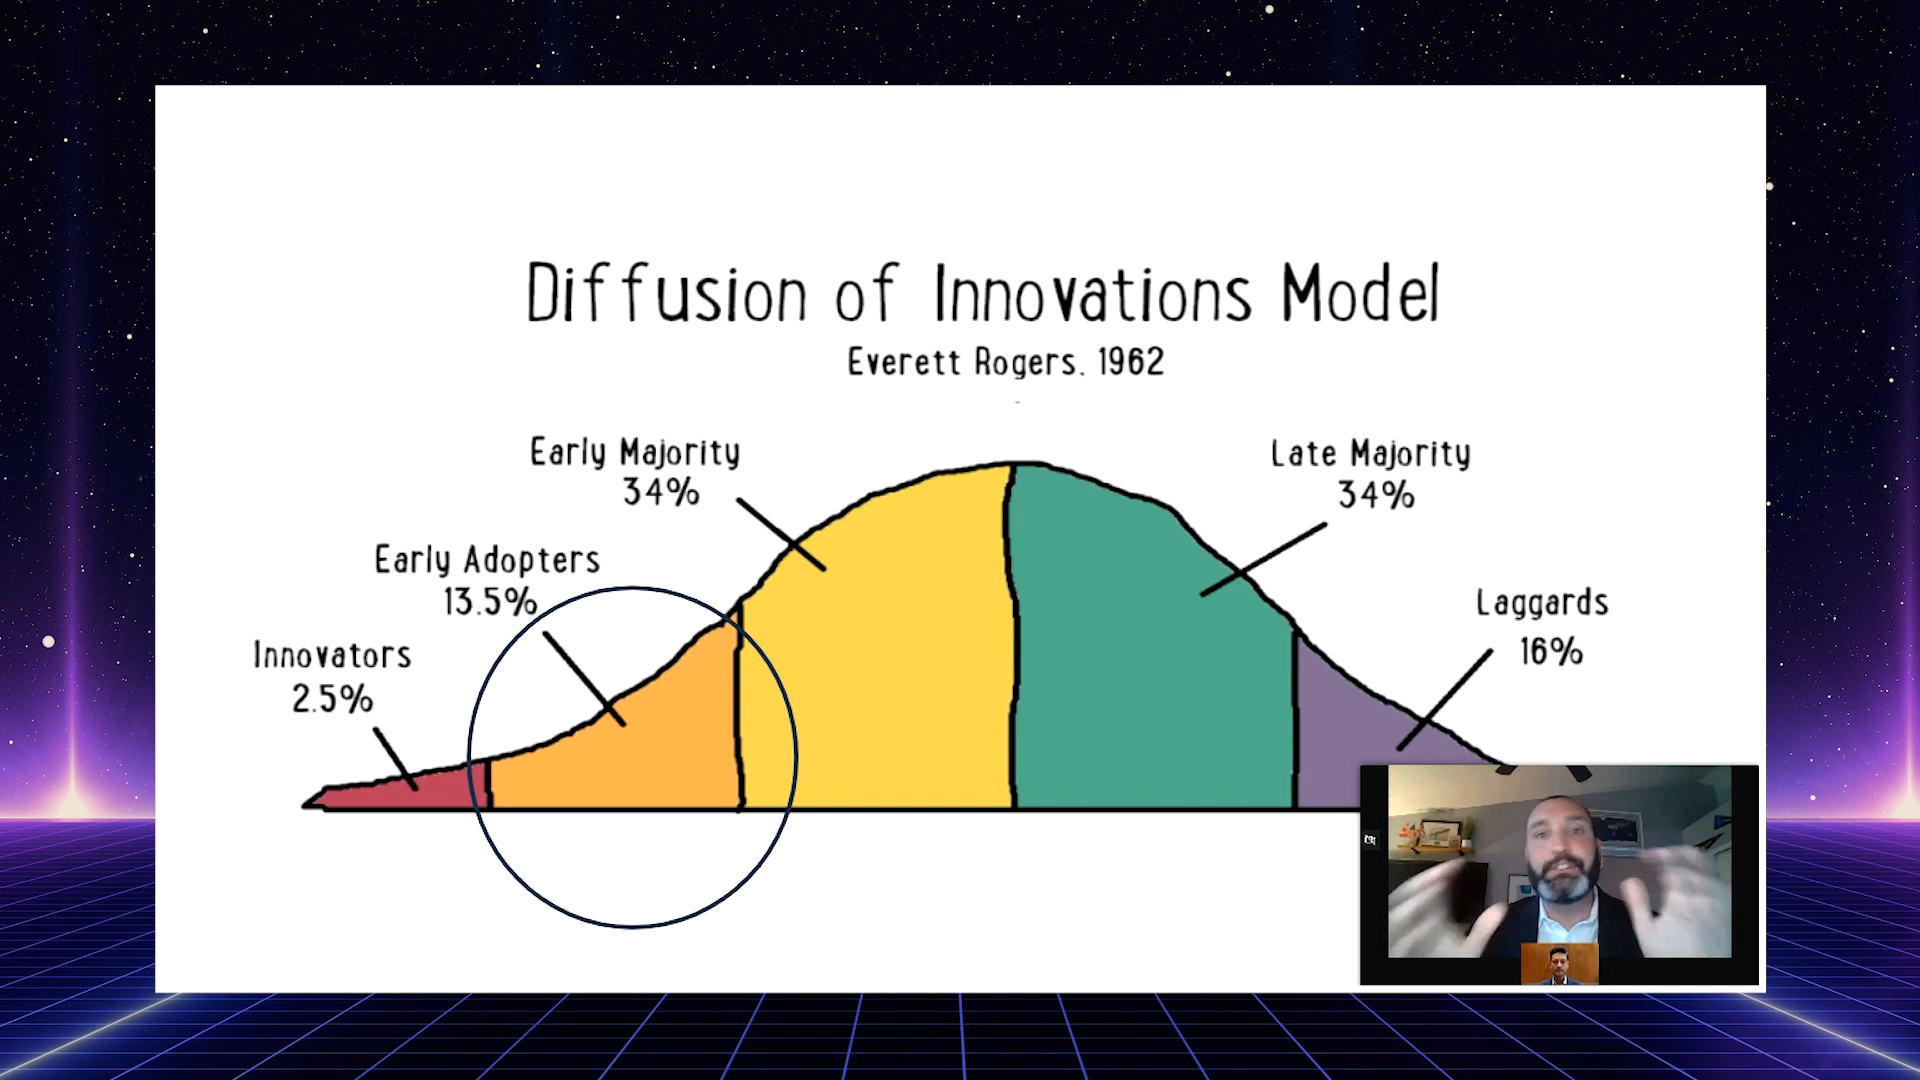 Diffusion of Innovations Model
Everett Rogers. 1962
Early Majority
34%
Late Majority
34%
Early Adopters
13.5%
Laggards
16%
Innovators
2.5%